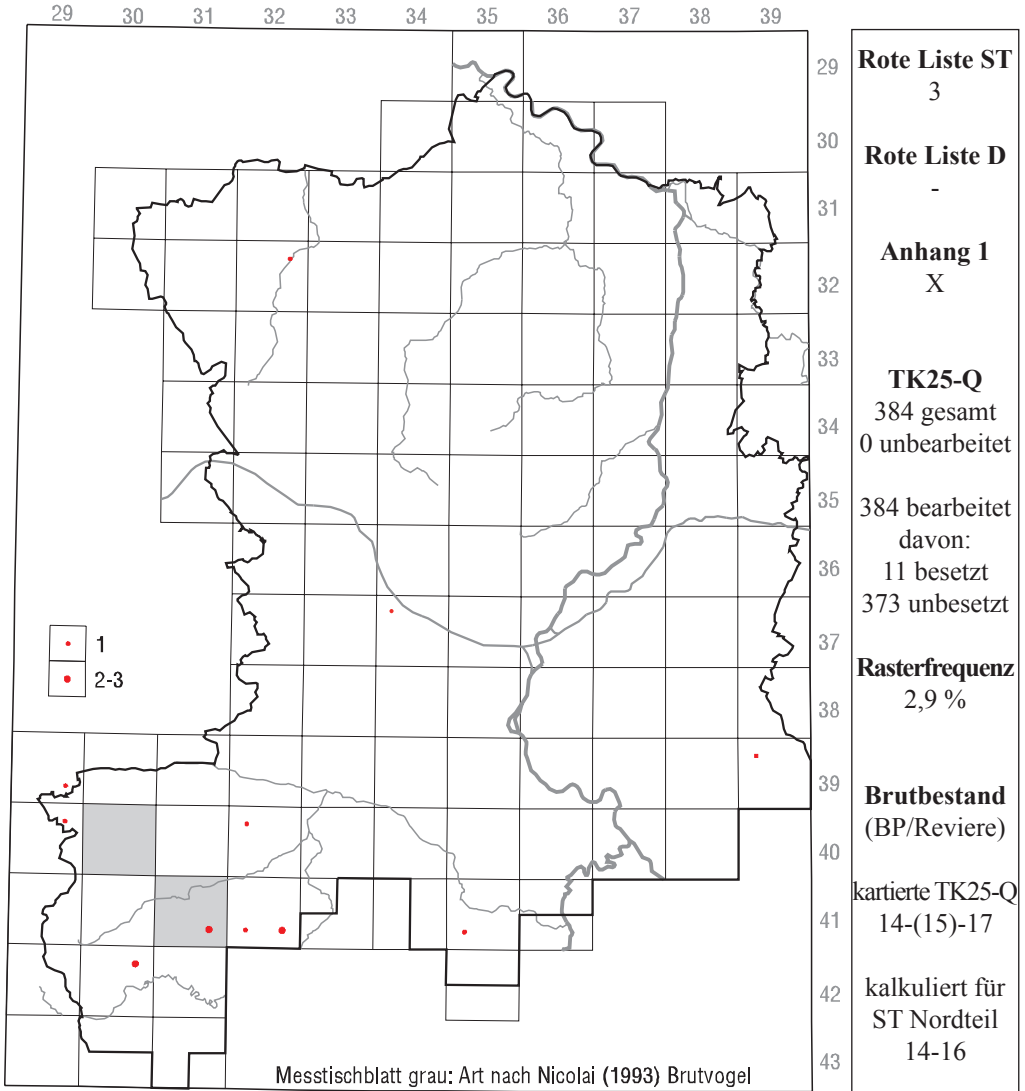 29 30 31 32 33 34 35 36 37 38 39
29
30
31
32
33
34
35
36
37
38
39
40
41
42
43
1
2-3
Messtischblatt grau: Art nach Nicolai (1993) Brutvogel
Rote Liste ST
3
Rote Liste D
-
Anhang 1
X
TK25-Q
384 gesamt
0 unbearbeitet
384 bearbeitet
davon:
11 besetzt
373 unbesetzt
Rasterfrequenz
2,9 %
Brutbestand
(BP/Reviere)
kartierte TK25-Q
14-(15)-17
kalkuliert für
ST Nordteil
14-16